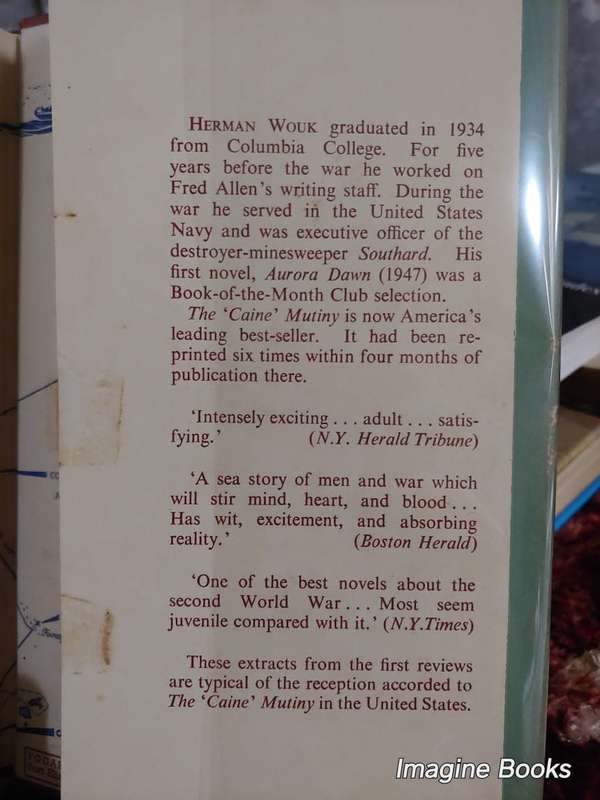 HERMAN WOUK graduated in 1934
from Columbia College. For five
years before the war he worked on
Fred Allen's writing staff. During the
war he served in the United States
Navy and was executive officer of the
destroyer-minesweeper Southard. His
first novel, Aurora Dawn (1947) was a
Book-of-the-Month Club selection.
The ‘Caine’ Mutiny is now America's
leading best-seller. It had been re-
printed six times within four months of
publication there.
‘Intensely exciting . . . adult . . . satis-
fying.’ (N.Y. Herald Tribune)
‘A sea story of men and war which
will stir mind, heart, and blood . . .
Has wit, excitement, and absorbing
reality.’ (Boston Herald)
‘One of the best novels about the
second World War . . . Most seem
juvenile compared with it.’ (N.Y.Times)
These extracts from the first reviews
are typical of the reception accorded to
The ‘Caine’ Mutiny in the United States.
Imagine Books